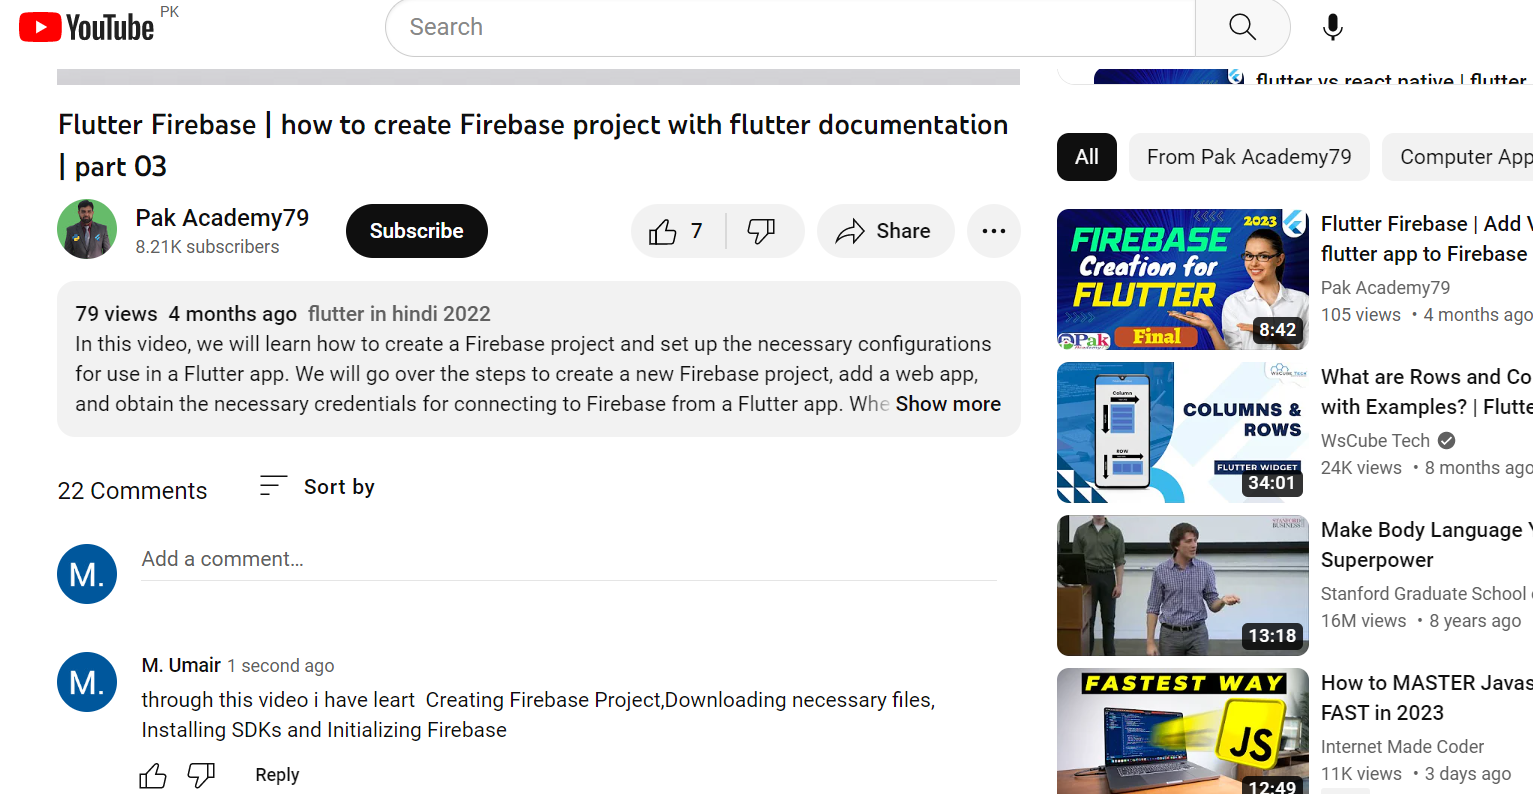 YouTube PK
Search
Flutter Firebase | how to create Firebase project with flutter documentation
| part 03
Pak Academy79
8.21K subscribers
Subscribe
7
Share
79 views 4 months ago flutter in hindi 2022
In this video, we will learn how to create a Firebase project and set up the necessary configurations
for use in a Flutter app. We will go over the steps to create a new Firebase project, add a web app,
and obtain the necessary credentials for connecting to Firebase from a Flutter app. Whe Show more
22 Comments
Sort by
M.
Add a comment...
M.
M. Umair 1 second ago
through this video i have leart Creating Firebase Project,Downloading necessary files,
Installing SDKs and Initializing Firebase
Reply
flutter vs react native | flutter
All
From Pak Academy79
Computer App
2023
FIREBASE
Creation for
FLUTTER
Pak
Final
8:42
Flutter Firebase | Add V
flutter app to Firebase
Pak Academy79
105 views • 4 months ago
WsCube Tech
Column
ROW
COLUMNS &
ROWS
FLUTTER WIDGET
34:01
What are Rows and Co
with Examples? | Flutte
WsCube Tech
24K views • 8 months ago
STANFORD
BUSINESS
13:18
Make Body Language Y
Superpower
Stanford Graduate School
16M views • 8 years ago
FASTEST WAY
JS
12:49
How to MASTER Javas
FAST in 2023
Internet Made Coder
11K views • 3 days ago